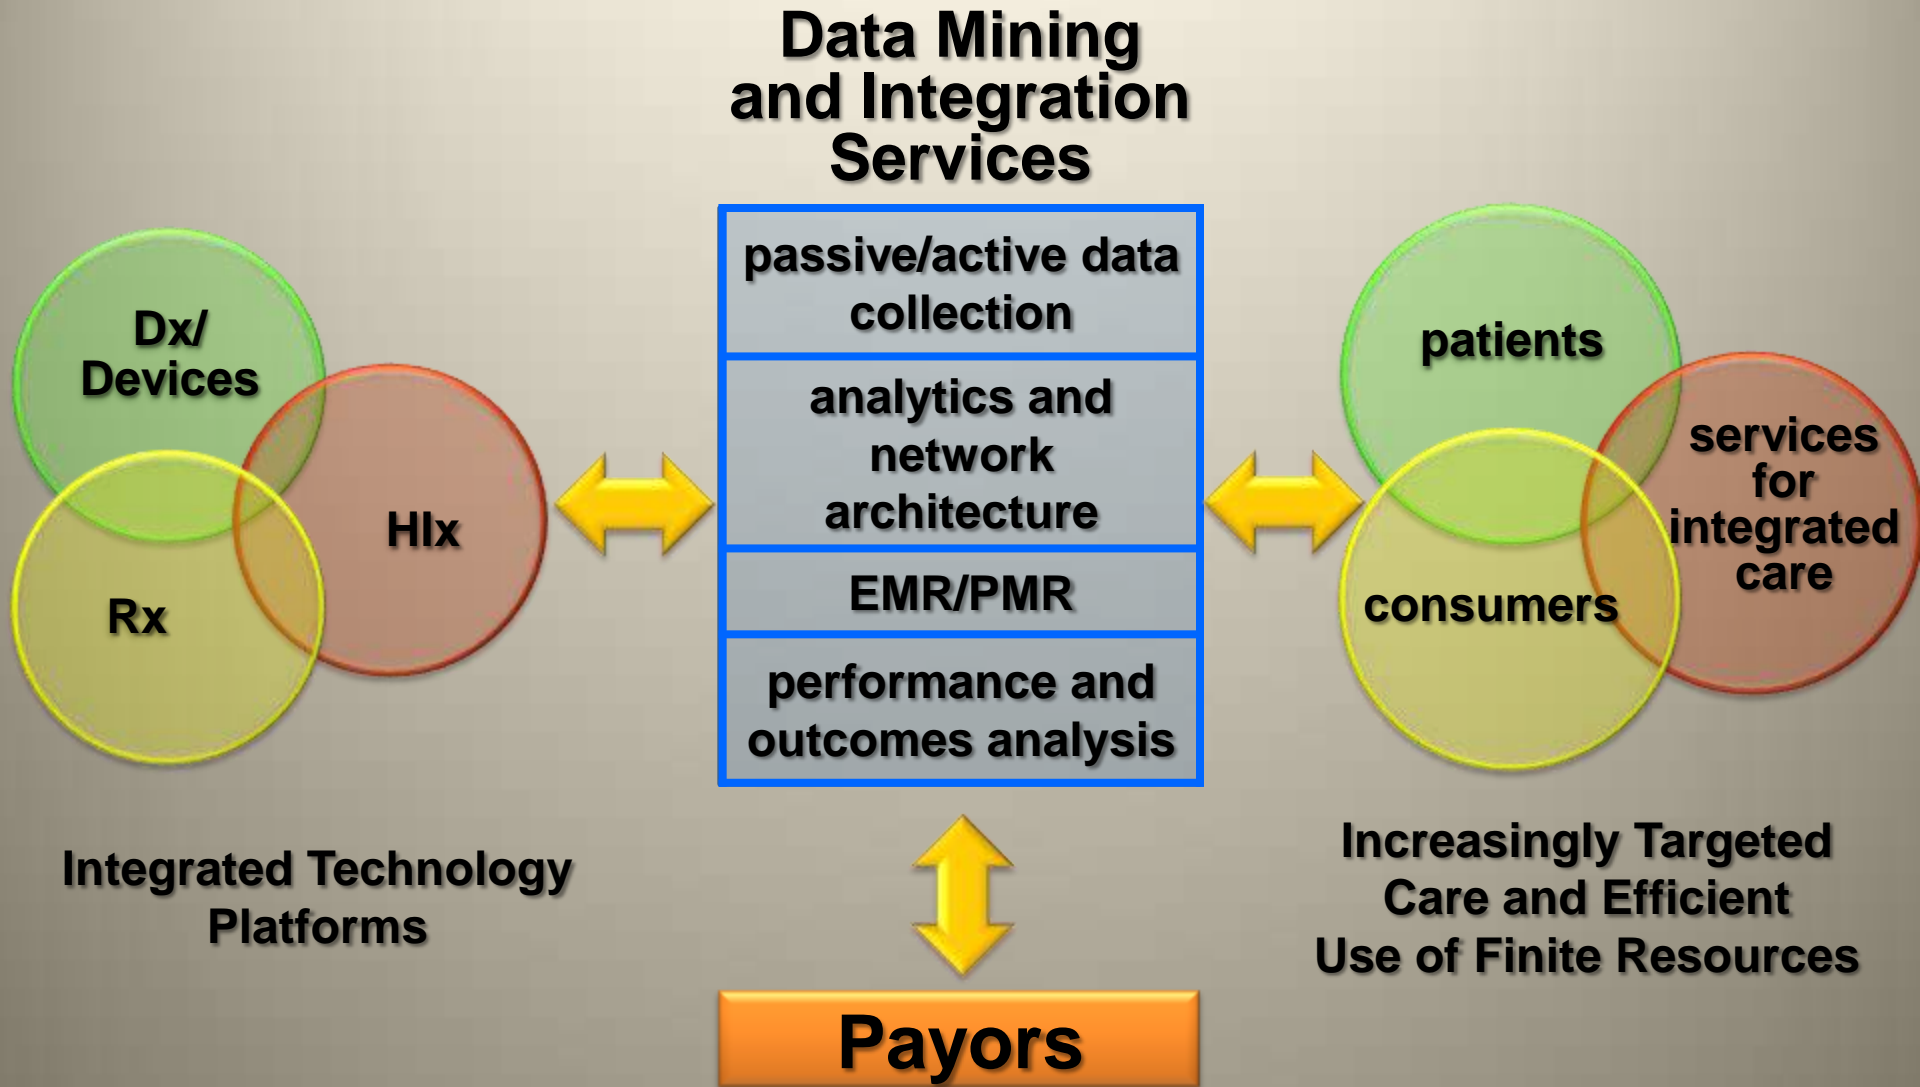 Data Mining
and Integration
Services
Dx/
Devices
HIx
Rx
Integrated Technology
Platforms
passive/active data
collection
analytics and
network
architecture
EMR/PMR
performance and
outcomes analysis
Payors
patients
services
for
integrated
care
consumers
Increasingly Targeted
Care and Efficient
Use of Finite Resources